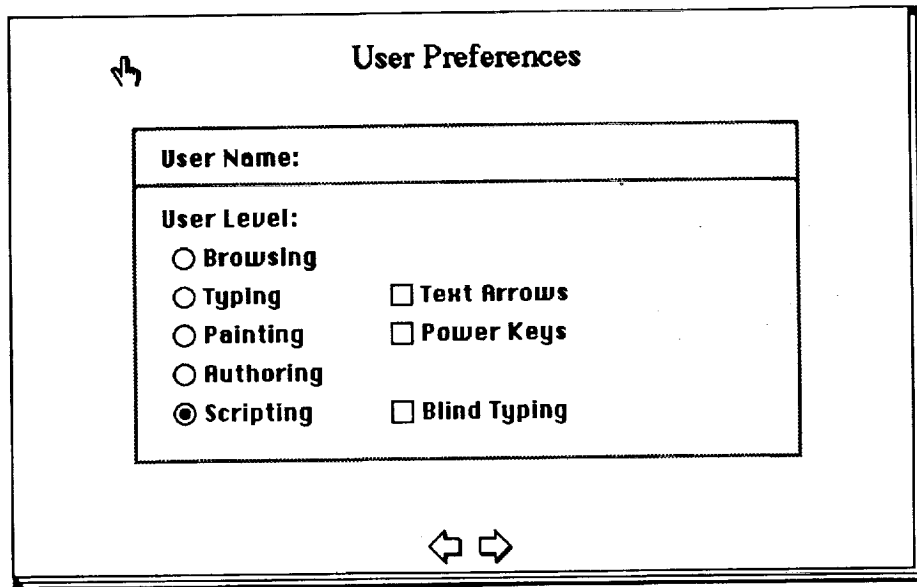 User Preferences
User Name:
User Level:
Browsing
Typing Text Arrows
Painting Power Keys
Authoring
Scripting Blind Typing